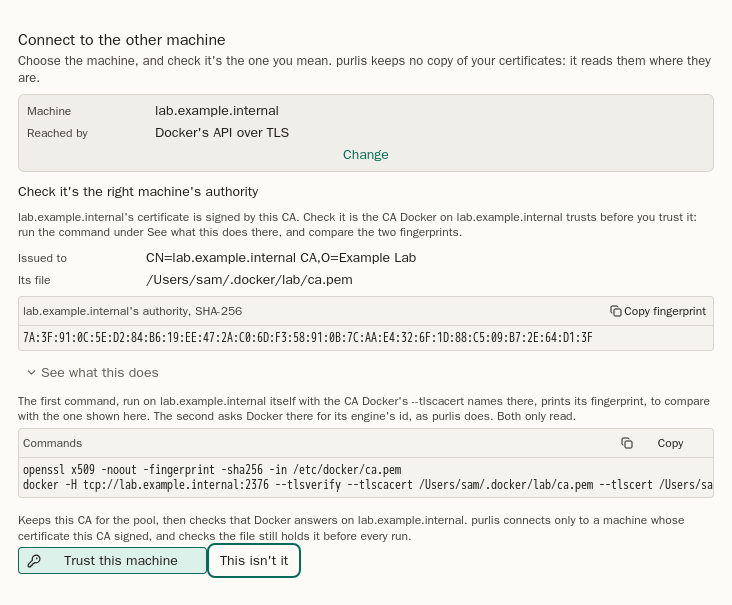 Connect to the other machine
Choose the machine, and check it's the one you mean. purlis keeps no copy of your certificates: it reads them where they
are.
Machine lab.example.internal
Reached by Docker's API over TLS
Change
Check it's the right machine's authority
lab.example.internal's certificate is signed by this CA. Check it is the CA Docker on lab.example.internal trusts before you trust it:
run the command under See what this does there, and compare the two fingerprints.
Issued to CN=lab.example.internal CA,O=Example Lab
Its file /Users/sam/.docker/lab/ca.pem
lab.example.internal's authority, SHA-256 Copy fingerprint
7A:3F:91:0C:5E:D2:84:B6:19:EE:47:2A:C0:6D:F3:58:91:0B:7C:AA:E4:32:6F:1D:88:C5:09:B7:2E:64:D1:3F
See what this does
The first command, run on lab.example.internal itself with the CA Docker's --tlscacert names there, prints its fingerprint, to compare
with the one shown here. The second asks Docker there for its engine's id, as purlis does. Both only read.
Commands Copy
openssl x509 -noout -fingerprint -sha256 -in /etc/docker/ca.pem
docker -H tcp://lab.example.internal:2376 --tlsverify --tlscacert /Users/sam/.docker/lab/ca.pem --tlscert /Users/sa
Keeps this CA for the pool, then checks that Docker answers on lab.example.internal. purlis connects only to a machine whose
certificate this CA signed, and checks the file still holds it before every run.
Trust this machine This isn't it